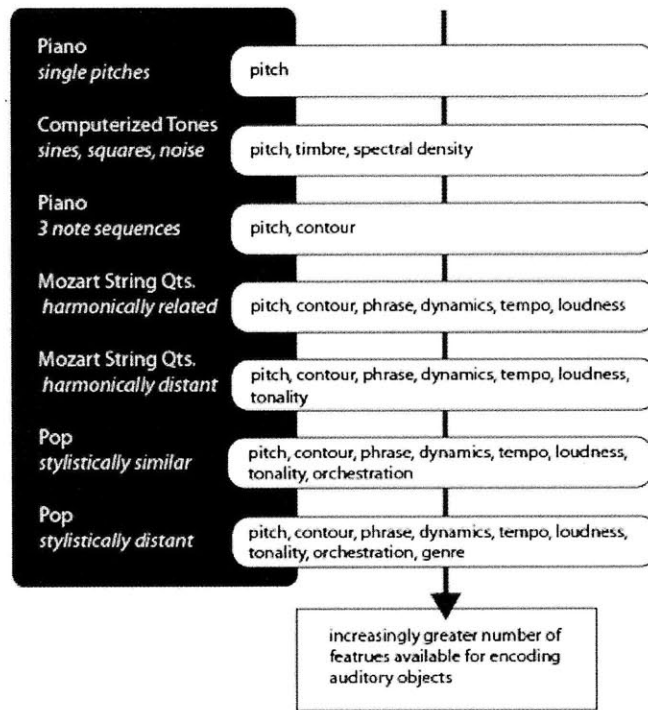 Piano
single pitches
pitch
Computerized Tones
sines, squares, noise
pitch, timbre, spectral density
Piano
3 note sequences
pitch, contour
Mozart String Qts.
harmonically related
pitch, contour, phrase, dynamics, tempo, loudness
Mozart String Qts.
harmonically distant
pitch, contour, phrase, dynamics, tempo, loudness,
tonality
Pop
stylistically similar
pitch, contour, phrase, dynamics, tempo, loudness,
tonality, orchestration
Pop
stylistically distant
pitch, contour, phrase, dynamics, tempo, loudness,
tonality, orchestration, genre
increasingly greater number of
featrues available for encoding
auditory objects